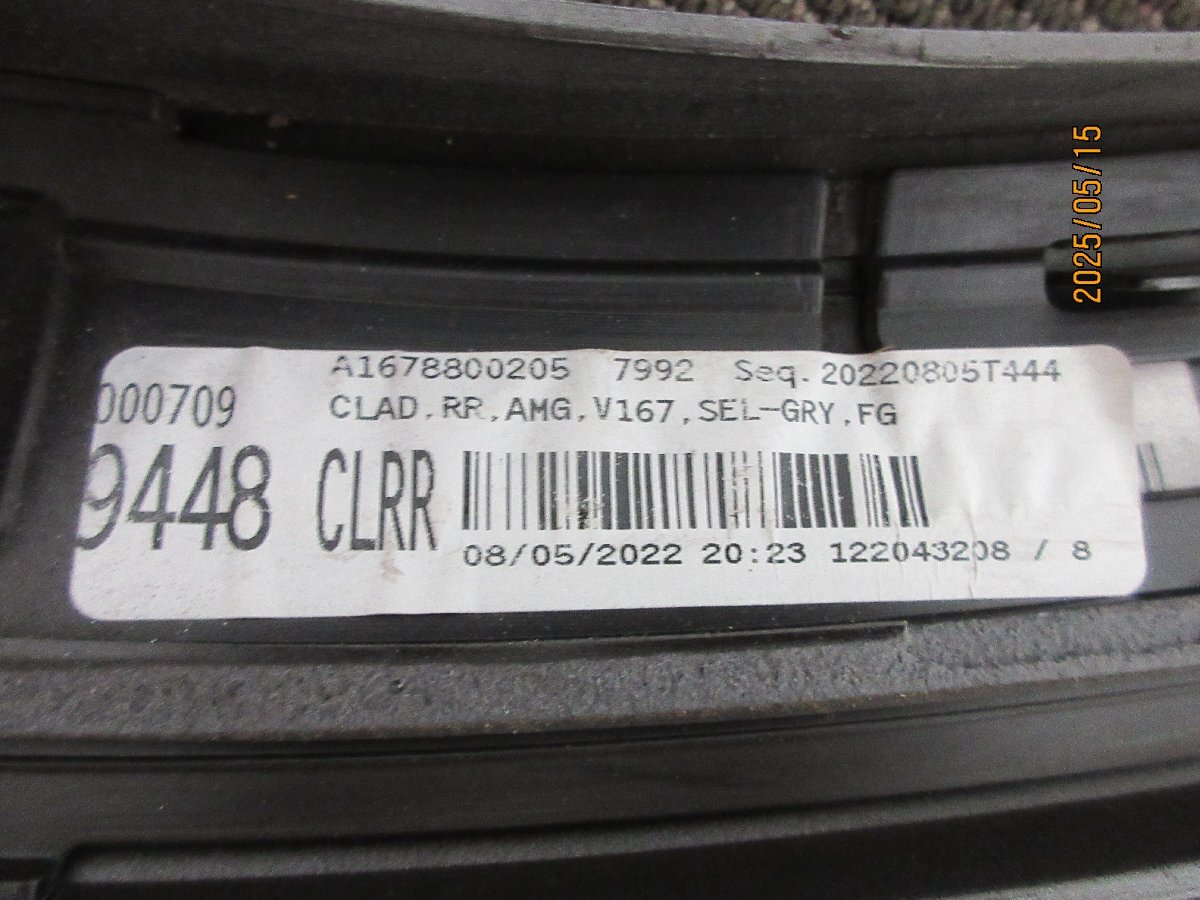 2025/05/15
A1678800205 7992 Seq. 20220805T444
000709
CLAD,RR,AMG,V167,SEL-GRY,FG
9448 CLRR
08/05/2022 20:23 122043208 / 8